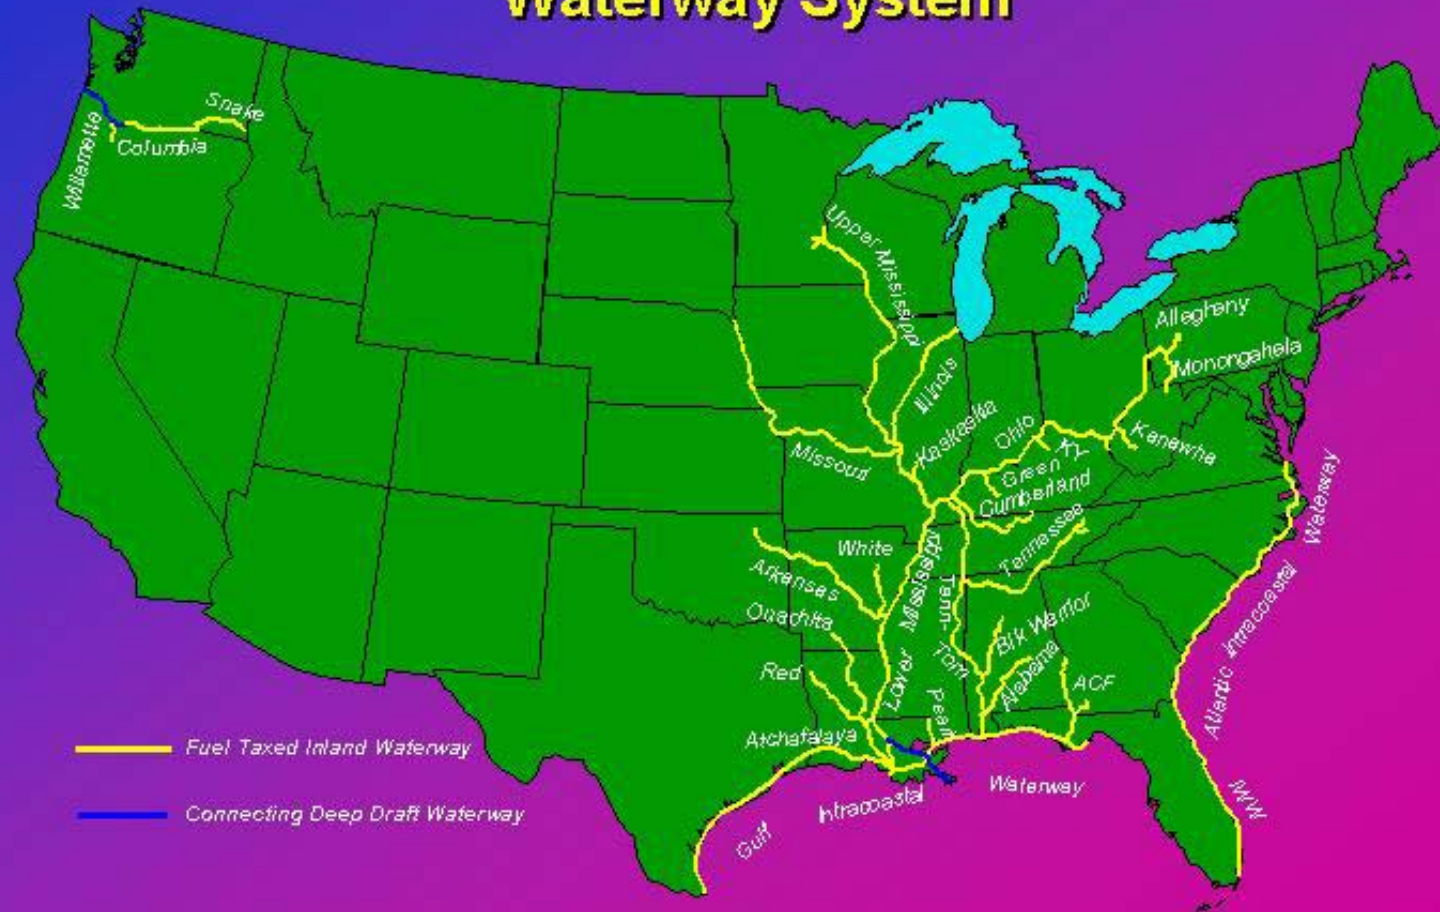 Waterway System
Snake
Columbia
Willamette
Upper Mississippi
Allegheny
Monongahela
Illinois
Kaskaskia
Ohio
Kanawha
Missouri
Green
KY
Cumberland
Tennessee
White
Arkansas
Ouachita
Red
Atchafalaya
Lower Mississippi
Tenn-Tom
Pearl
Blk Warrior
Alabama
ACF
Atlantic Intracoastal Waterway
IWW
Gulf Intracoastal Waterway
Fuel Taxed Inland Waterway
Connecting Deep Draft Waterway